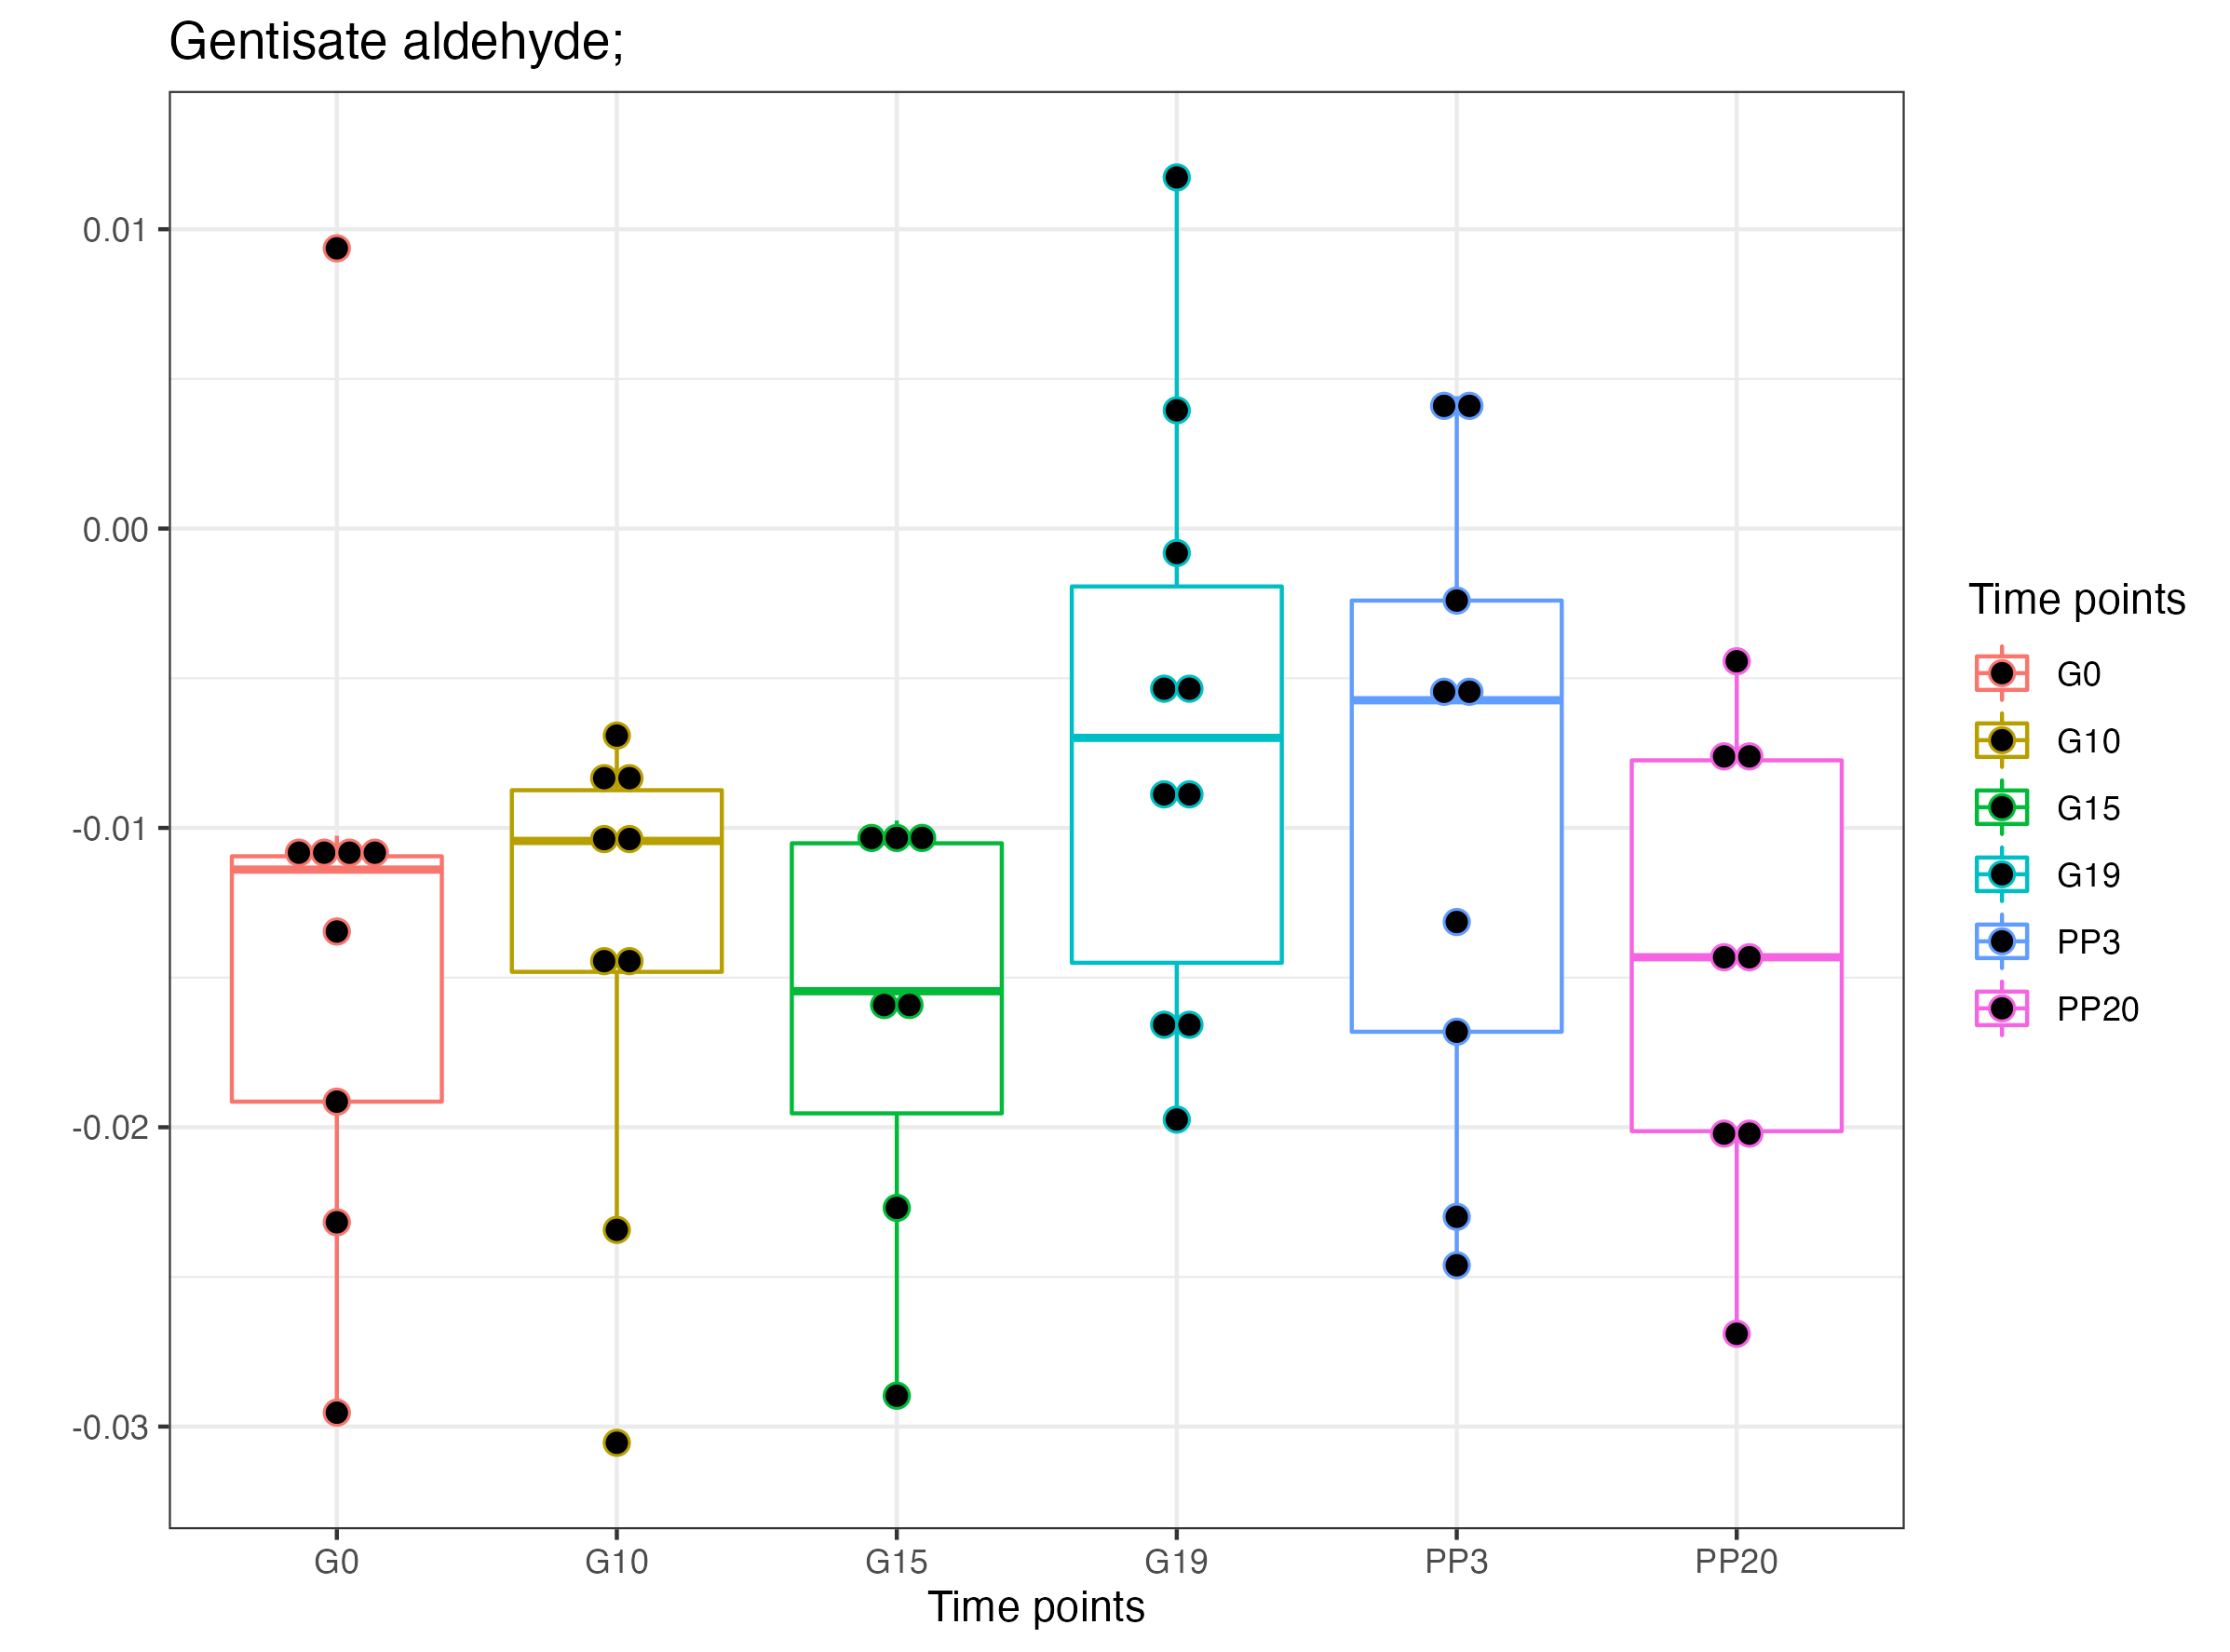 Gentisate aldehyde;
0.01
0.00
-0.01
-0.02
-0.03
G0 G10 G15 G19 PP3 PP20
Time points
Time points
G0
G10
G15
G19
PP3
PP20